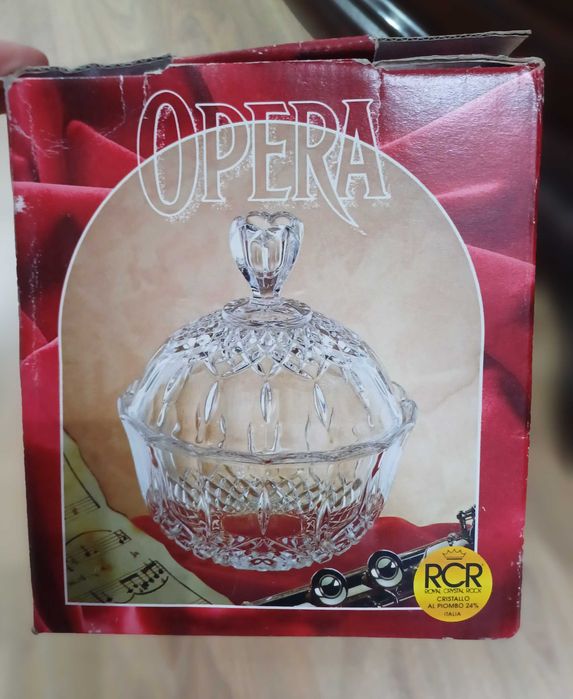 OPERA
RCR
ROYAL CRYSTAL ROCK
CRISTALLO
AL PIOMBO 24%
ITALIA